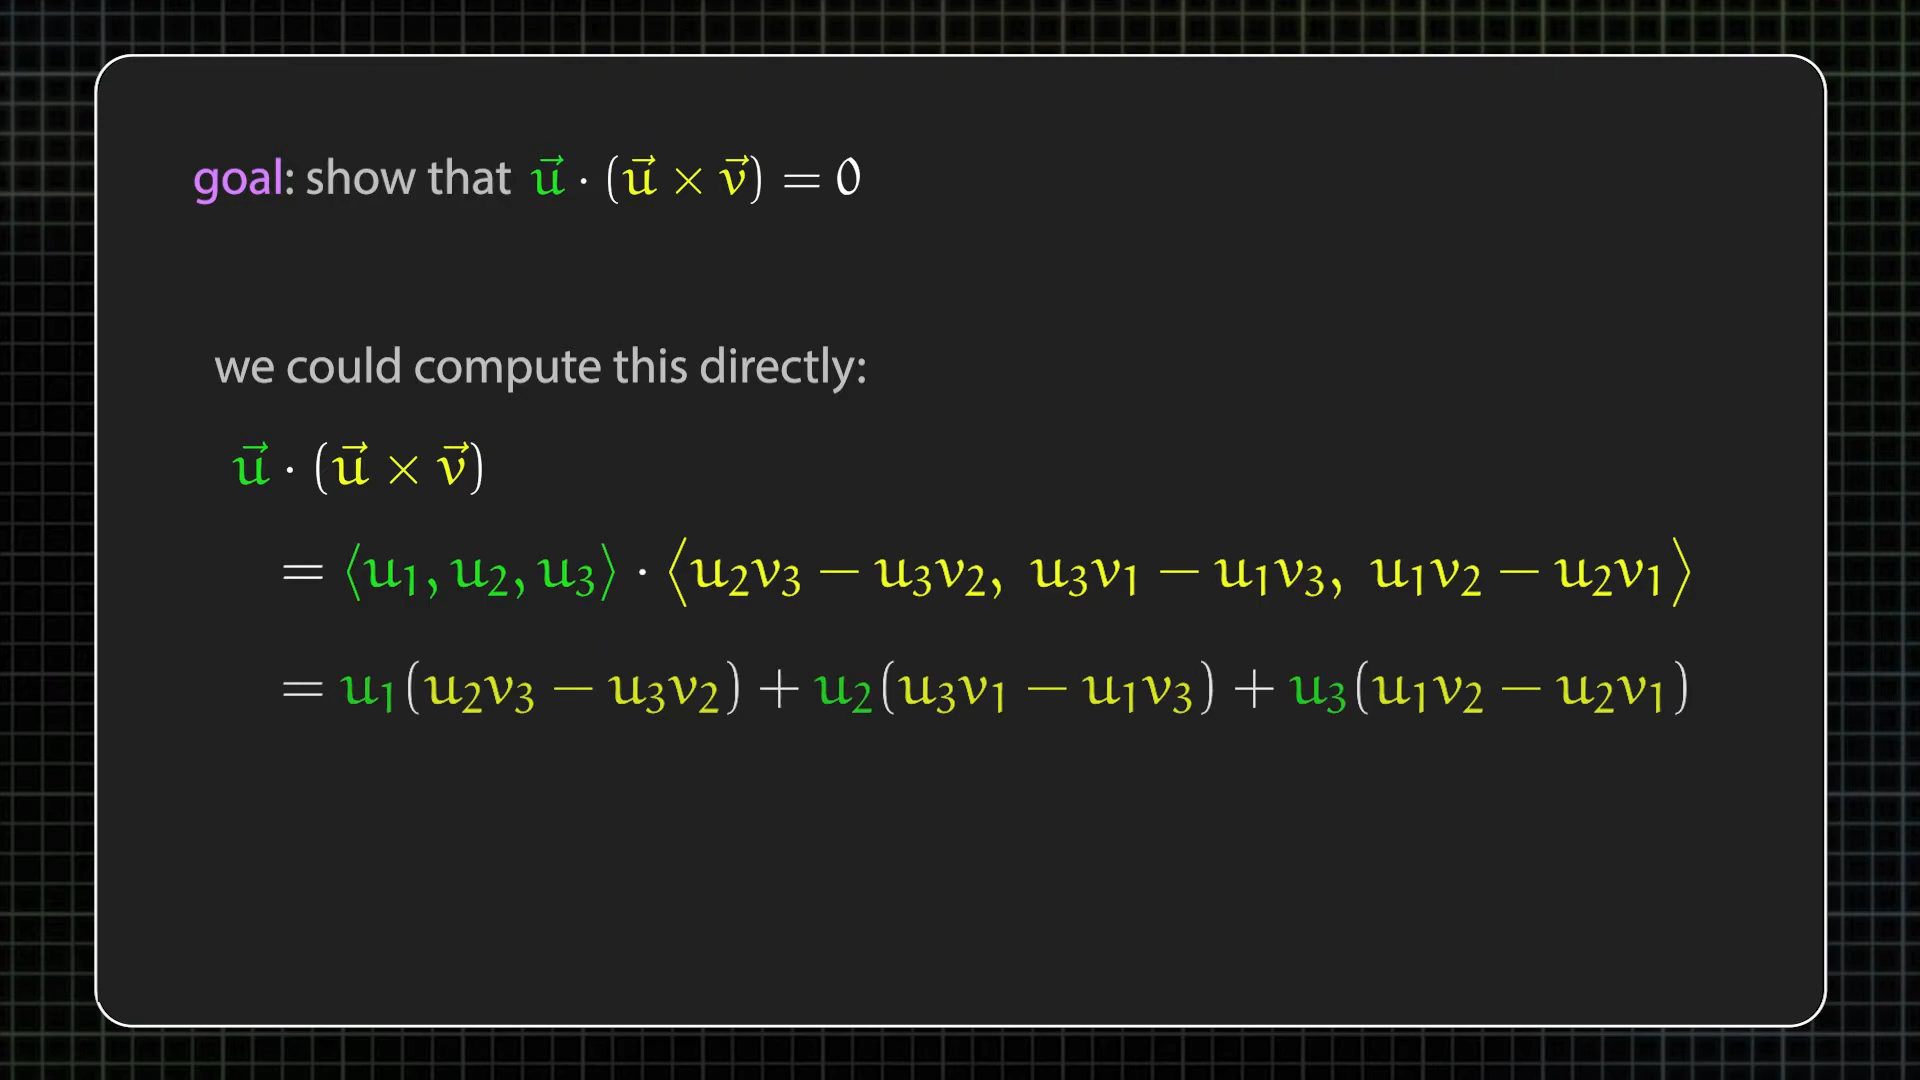 goal: show that u⃗ · (u⃗ × v⃗) = 0
we could compute this directly:
u⃗ · (u⃗ × v⃗)
= ⟨u₁, u₂, u₃⟩ · ⟨u₂v₃ − u₃v₂, u₃v₁ − u₁v₃, u₁v₂ − u₂v₁⟩
= u₁(u₂v₃ − u₃v₂) + u₂(u₃v₁ − u₁v₃) + u₃(u₁v₂ − u₂v₁)